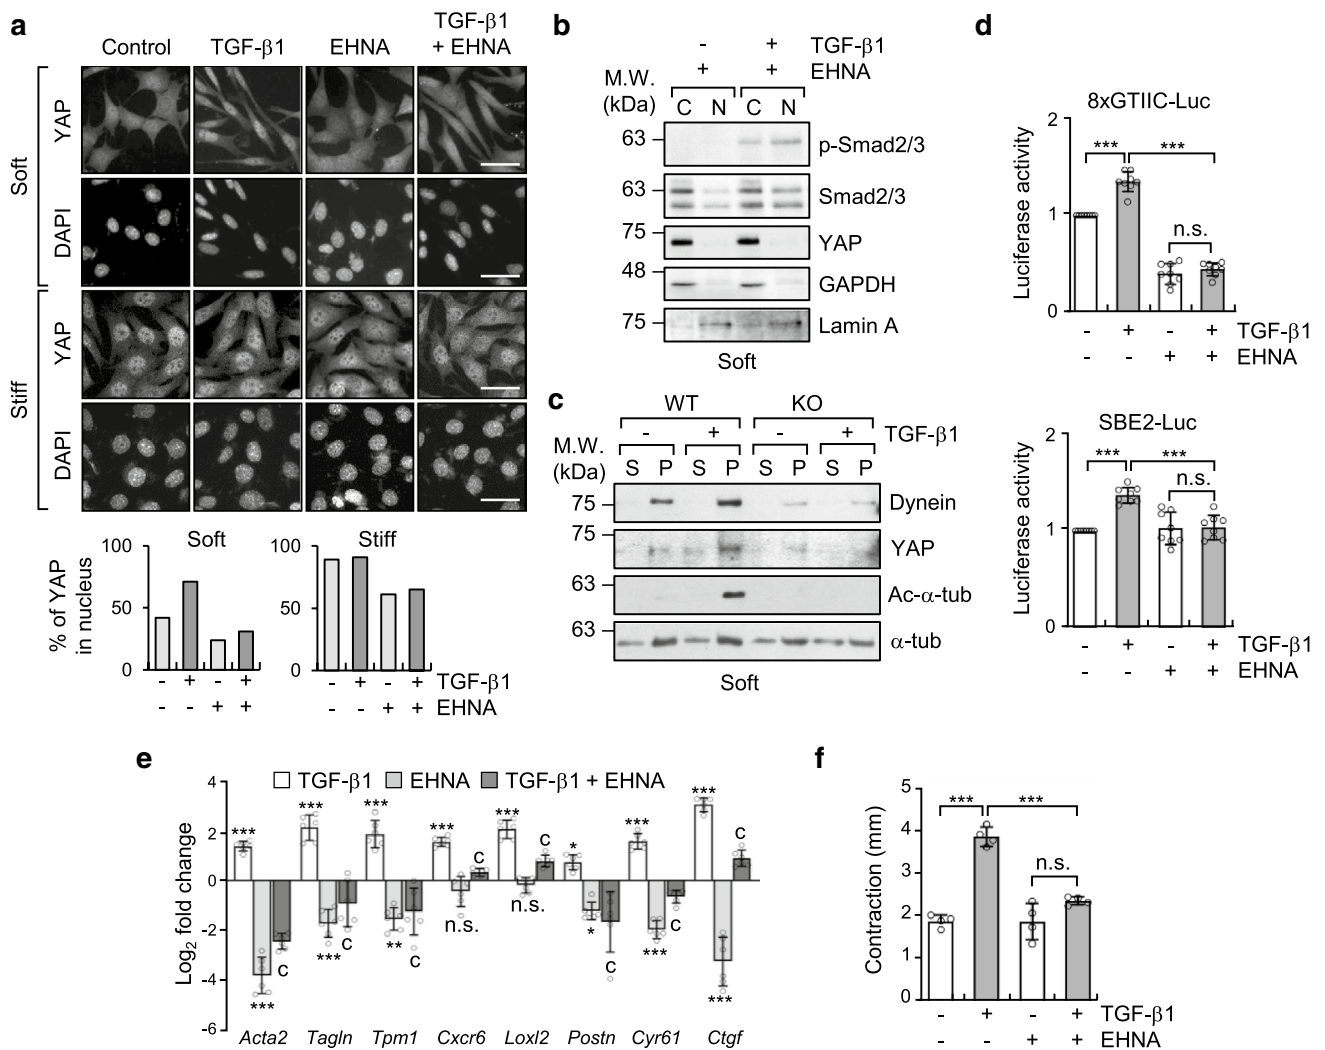 a
Control TGF-β1 EHNA TGF-β1
+ EHNA
Soft
YAP
DAPI
Stiff
YAP
DAPI
Soft Stiff
% of YAP
in nucleus
100 100
50 50
0 0
- + - + - + - + TGF-β1
- - + + - - + + EHNA
b
- + TGF-β1
+ + EHNA
M.W.
(kDa) C N C N
63 p-Smad2/3
63 Smad2/3
75 YAP
48 GAPDH
75 Lamin A
Soft
c
WT KO
- + - + TGF-β1
M.W.
(kDa) S P S P S P S P
75 Dynein
75 YAP
63 Ac-α-tub
63 α-tub
Soft
d
8xGTIIC-Luc
Luciferase activity
2
*** ***
1
n.s.
0
- + - + TGF-β1
- - + + EHNA
SBE2-Luc
Luciferase activity
2
*** ***
n.s.
1
0
- + - + TGF-β1
- - + + EHNA
e
TGF-β1 EHNA TGF-β1 + EHNA
Log2 fold change
4
2
0
-2
-4
-6
*** *** *** *** *** * *** ***
*** *** ** n.s. n.s. * *** ***
c c c c c c c c
Acta2 Tagln Tpm1 Cxcr6 Loxl2 Postn Cyr61 Ctgf
f
Contraction (mm)
5
4
3
2
1
0
*** ***
n.s.
- + - + TGF-β1
- - + + EHNA